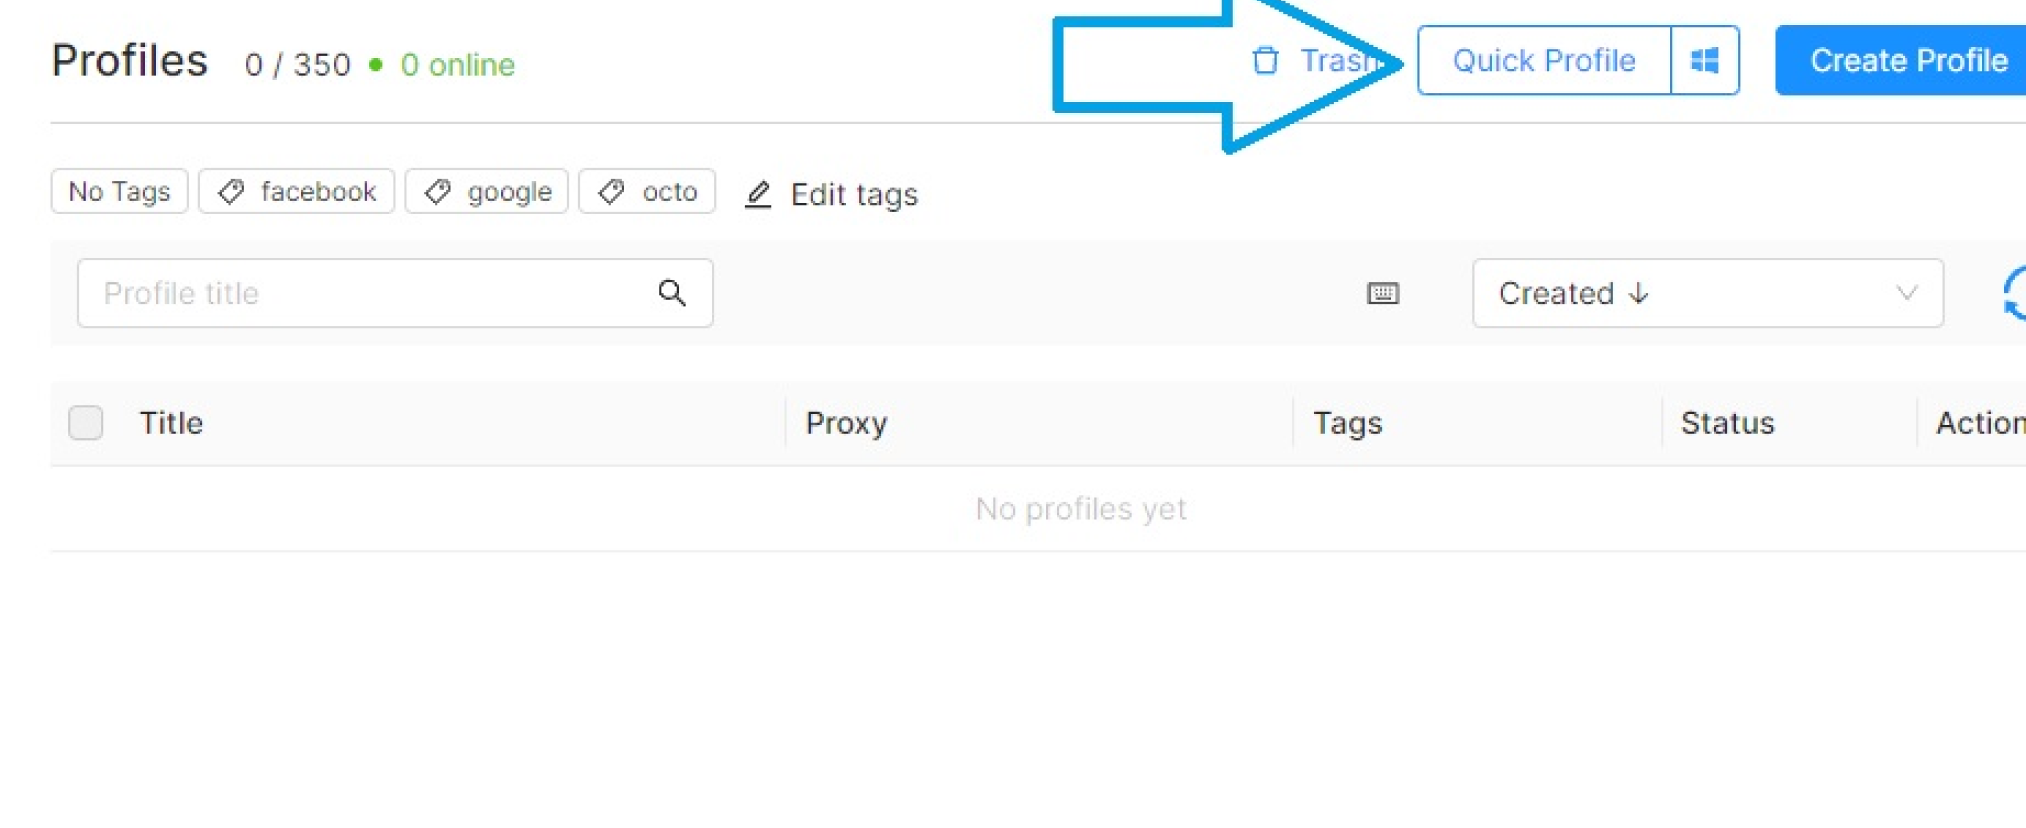 Profiles 0 / 350 • 0 online Trash Quick Profile Create Profile
No Tags facebook google octo Edit tags
Profile title Created ↓
Title Proxy Tags Status Action
No profiles yet